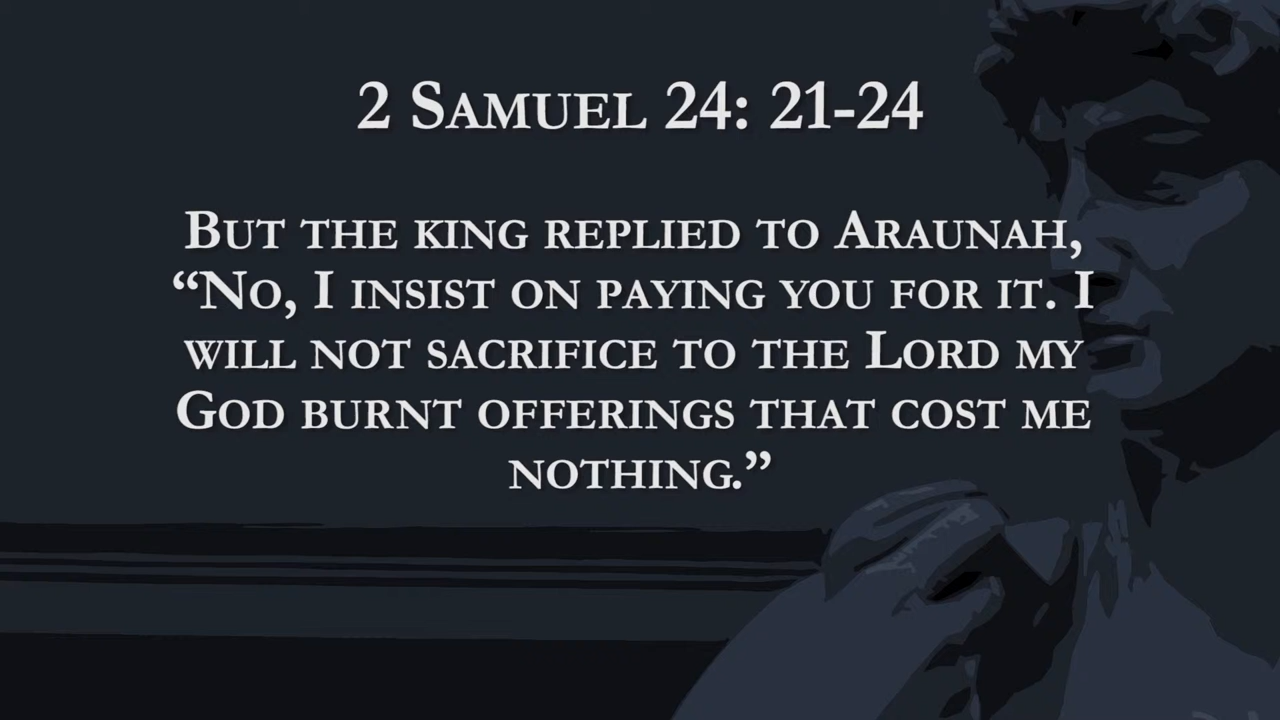 2 Samuel 24: 21-24
But the king replied to Araunah,
“No, I insist on paying you for it. I
will not sacrifice to the Lord my
God burnt offerings that cost me
nothing.”